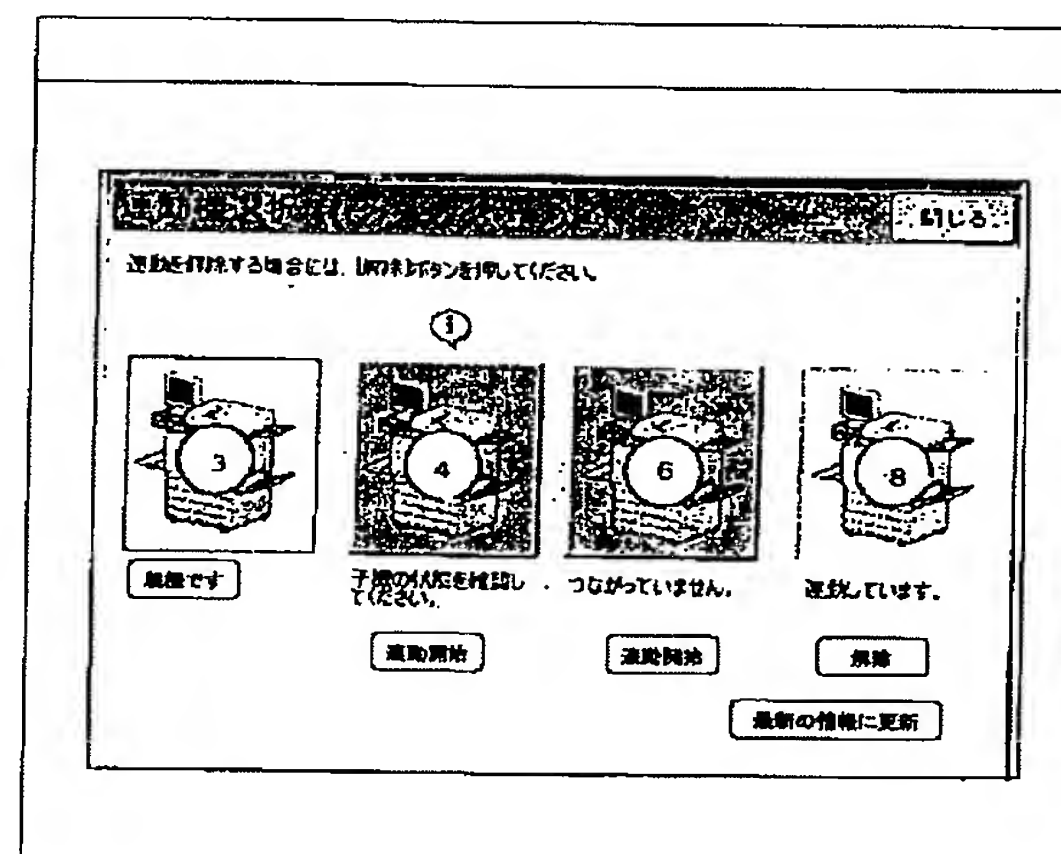 閉じる
連動を解除する場合には、[解除]ボタンを押してください。
i
3
4
6
8
親機です
子機の状態を確認し
てください。
つながっていません。
連動しています。
連動開始
連動開始
解除
最新の情報に更新